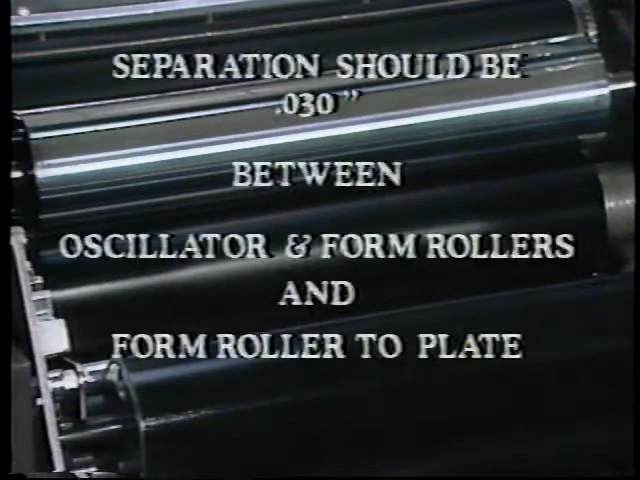 SEPARATION SHOULD BE
.030"
BETWEEN
OSCILLATOR & FORM ROLLERS
AND
FORM ROLLER TO PLATE